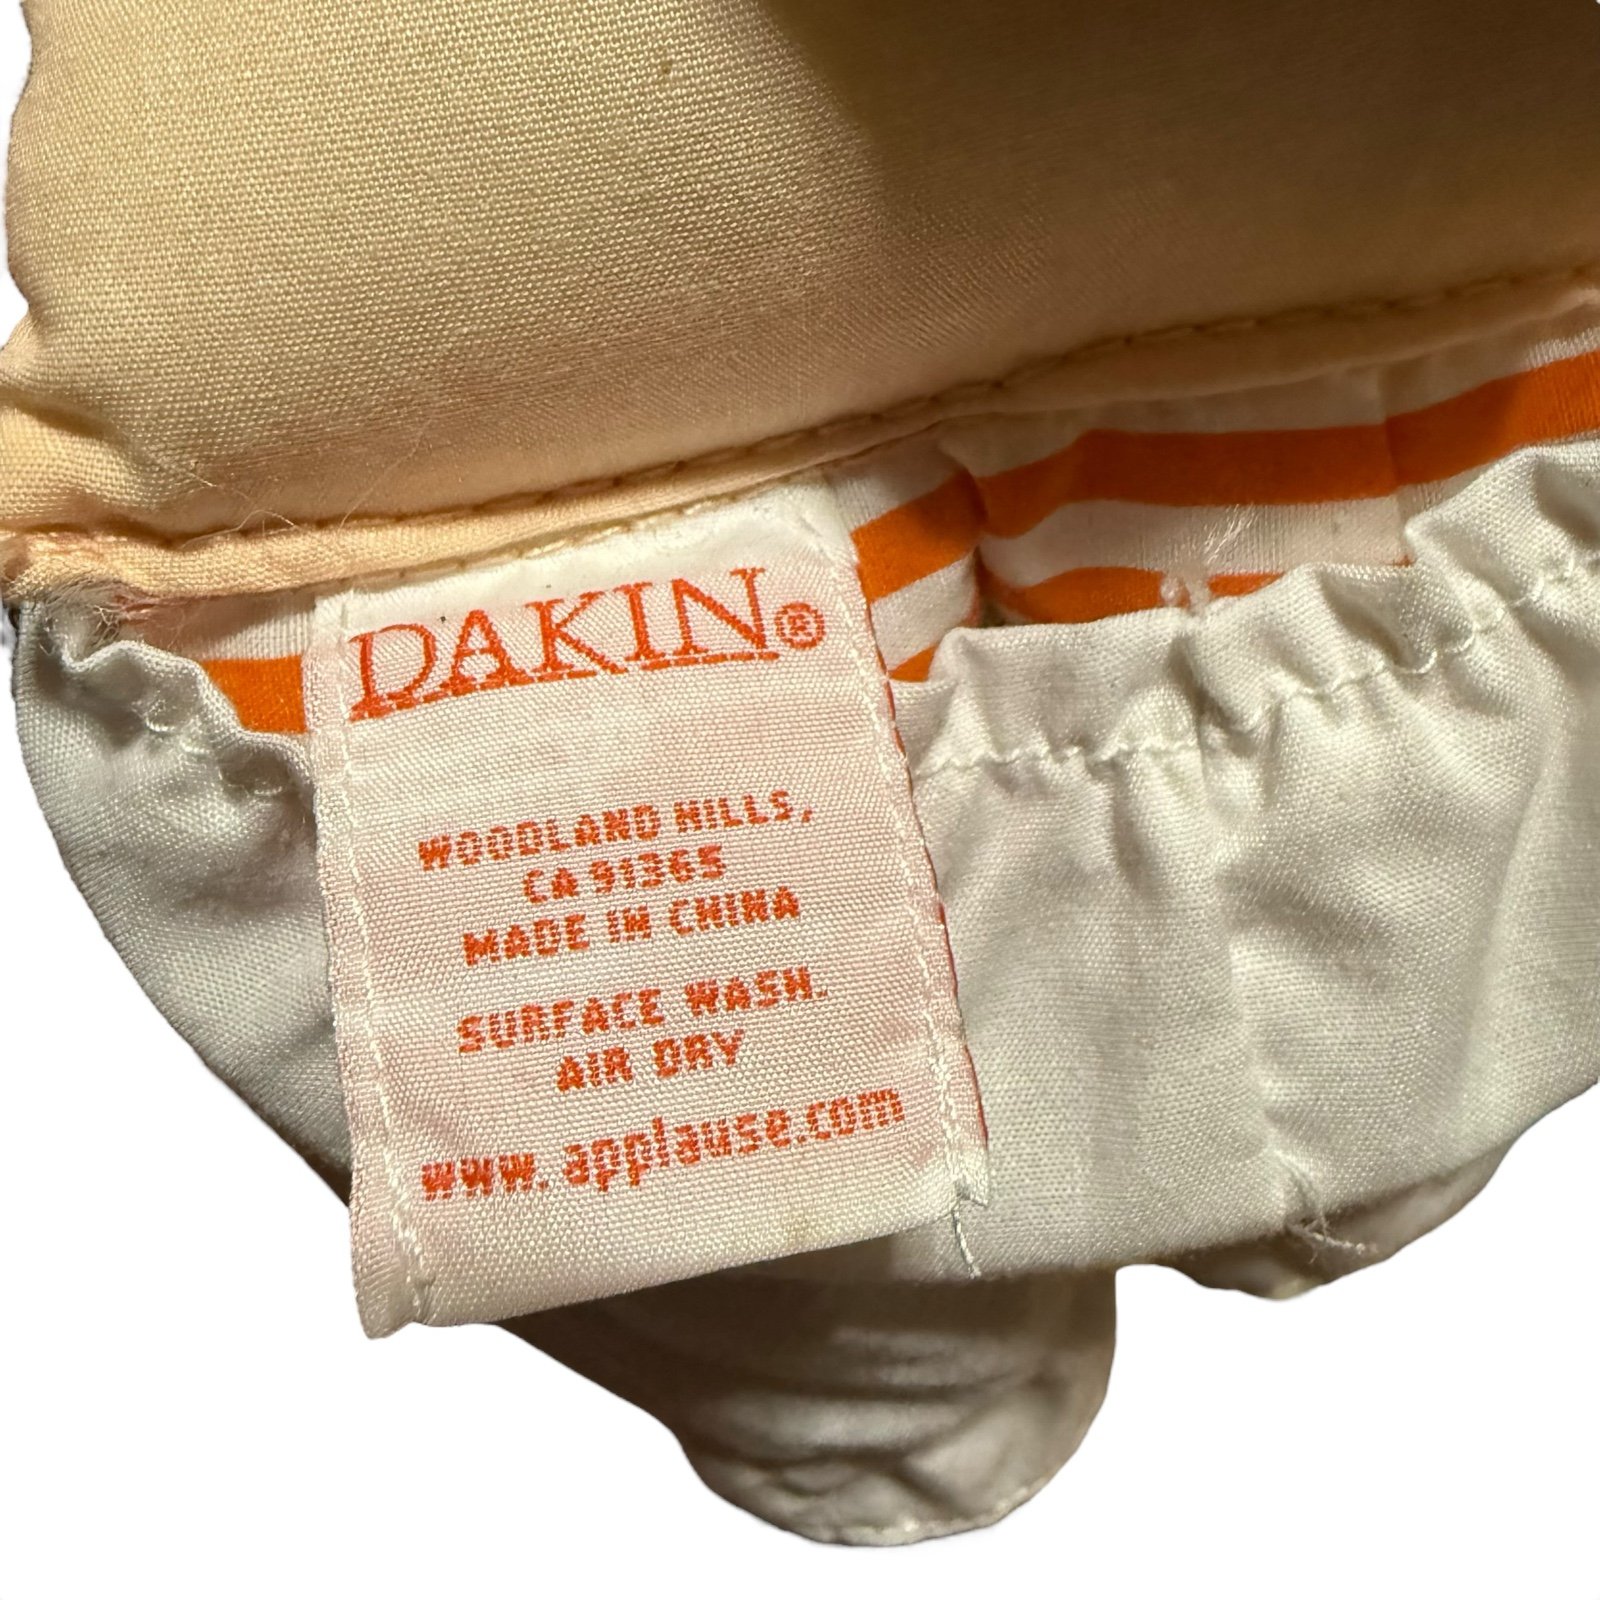 DAKIN®
WOODLAND HILLS,
CA 91365
MADE IN CHINA
SURFACE WASH.
AIR DRY
www.applause.com